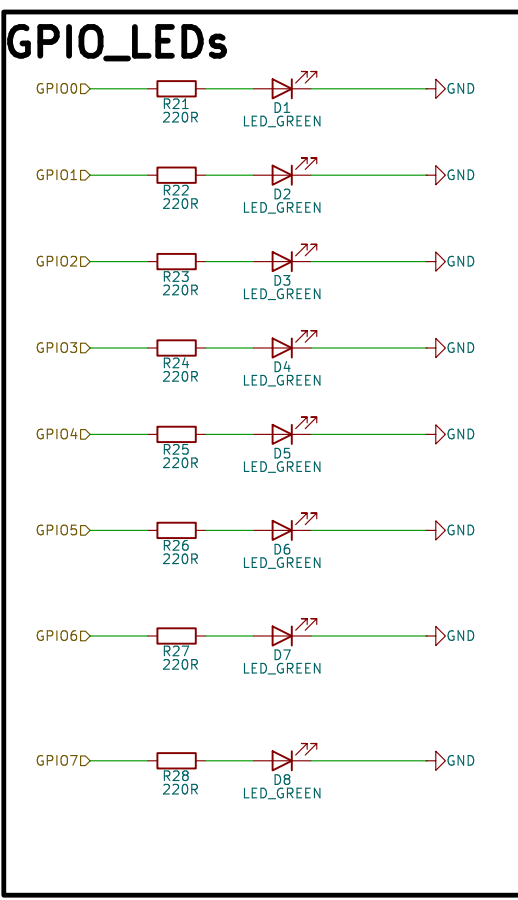 GPIO_LEDs
GPIO0 GND
R21 D1
220R LED_GREEN
GPIO1 GND
R22 D2
220R LED_GREEN
GPIO2 GND
R23 D3
220R LED_GREEN
GPIO3 GND
R24 D4
220R LED_GREEN
GPIO4 GND
R25 D5
220R LED_GREEN
GPIO5 GND
R26 D6
220R LED_GREEN
GPIO6 GND
R27 D7
220R LED_GREEN
GPIO7 GND
R28 D8
220R LED_GREEN